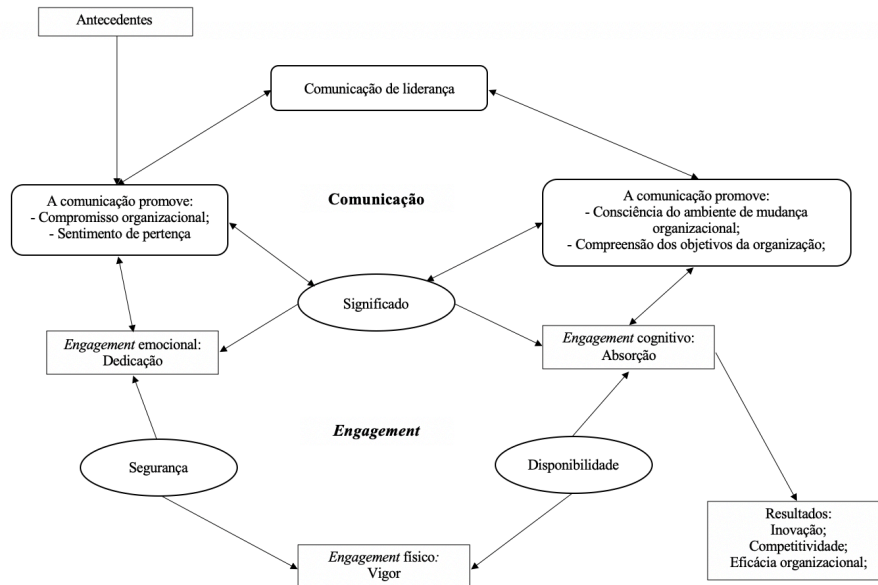 Antecedentes
Comunicação de liderança
A comunicação promove:
- Compromisso organizacional;
- Sentimento de pertença
Comunicação
A comunicação promove:
- Consciência do ambiente de mudança
organizacional;
- Compreensão dos objetivos da organização;
Significado
Engagement emocional:
Dedicação
Engagement cognitivo:
Absorção
Engagement
Segurança
Disponibilidade
Engagement físico:
Vigor
Resultados:
Inovação;
Competitividade;
Eficácia organizacional;